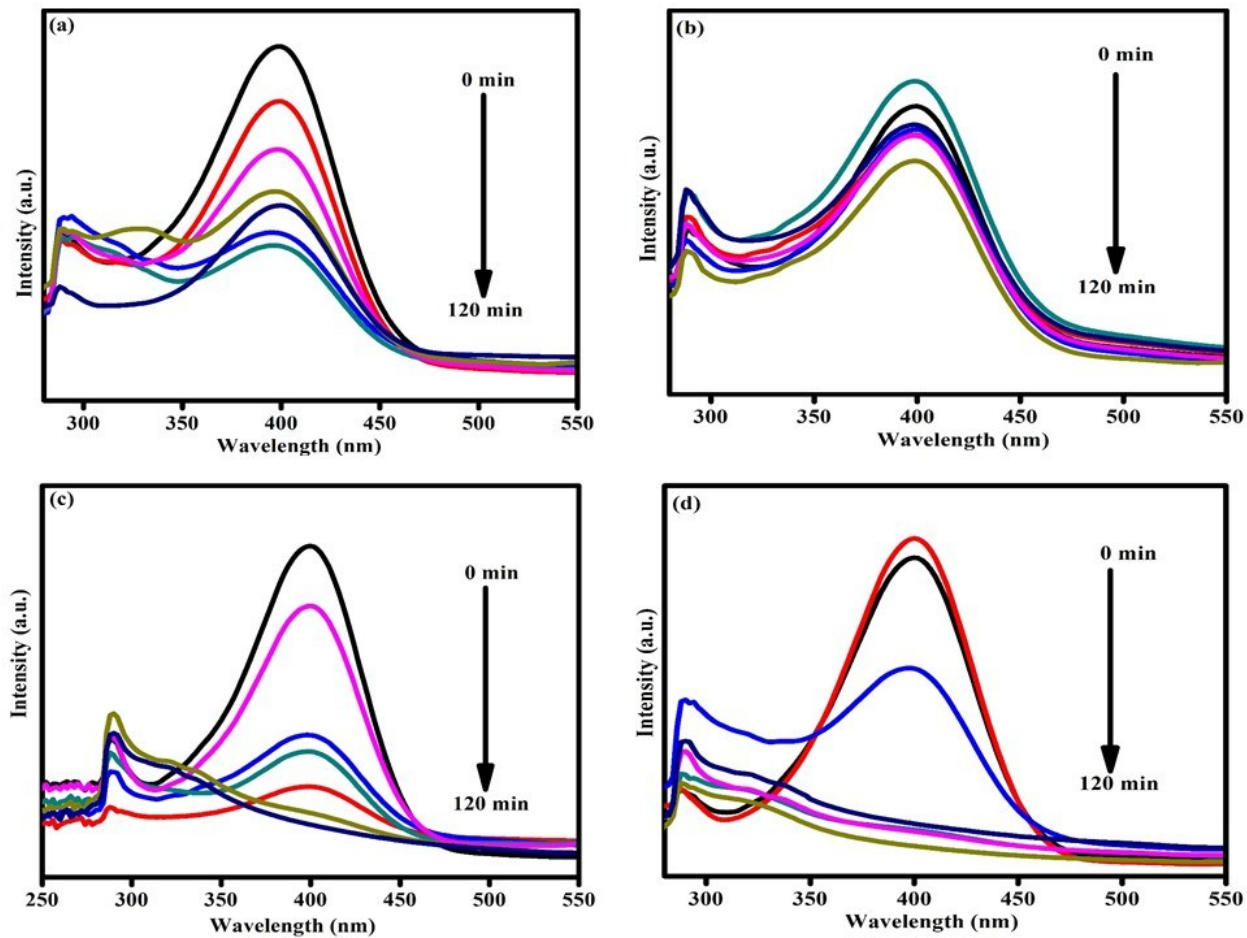 (a)
0 min
120 min
Intensity (a.u.)
300 350 400 450 500 550
Wavelength (nm)
(b)
0 min
120 min
Intensity (a.u.)
300 350 400 450 500 550
Wavelength (nm)
(c)
0 min
120 min
Intensity (a.u.)
250 300 350 400 450 500 550
Wavelength (nm)
(d)
0 min
120 min
Intensity (a.u.)
300 350 400 450 500 550
Wavelength (nm)